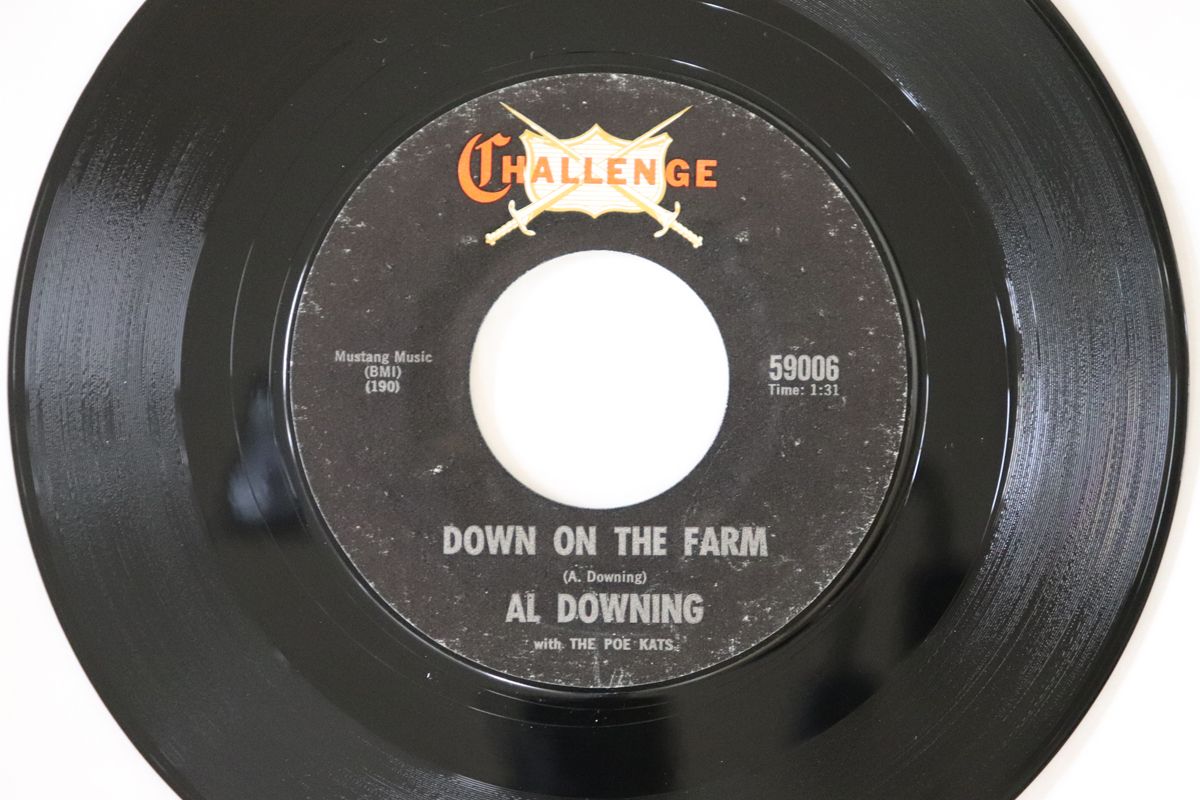 CHALLENGE
Mustang Music
(BMI)
(190)
59006
Time: 1:31
DOWN ON THE FARM
(A. Downing)
AL DOWNING
with THE POE KATS